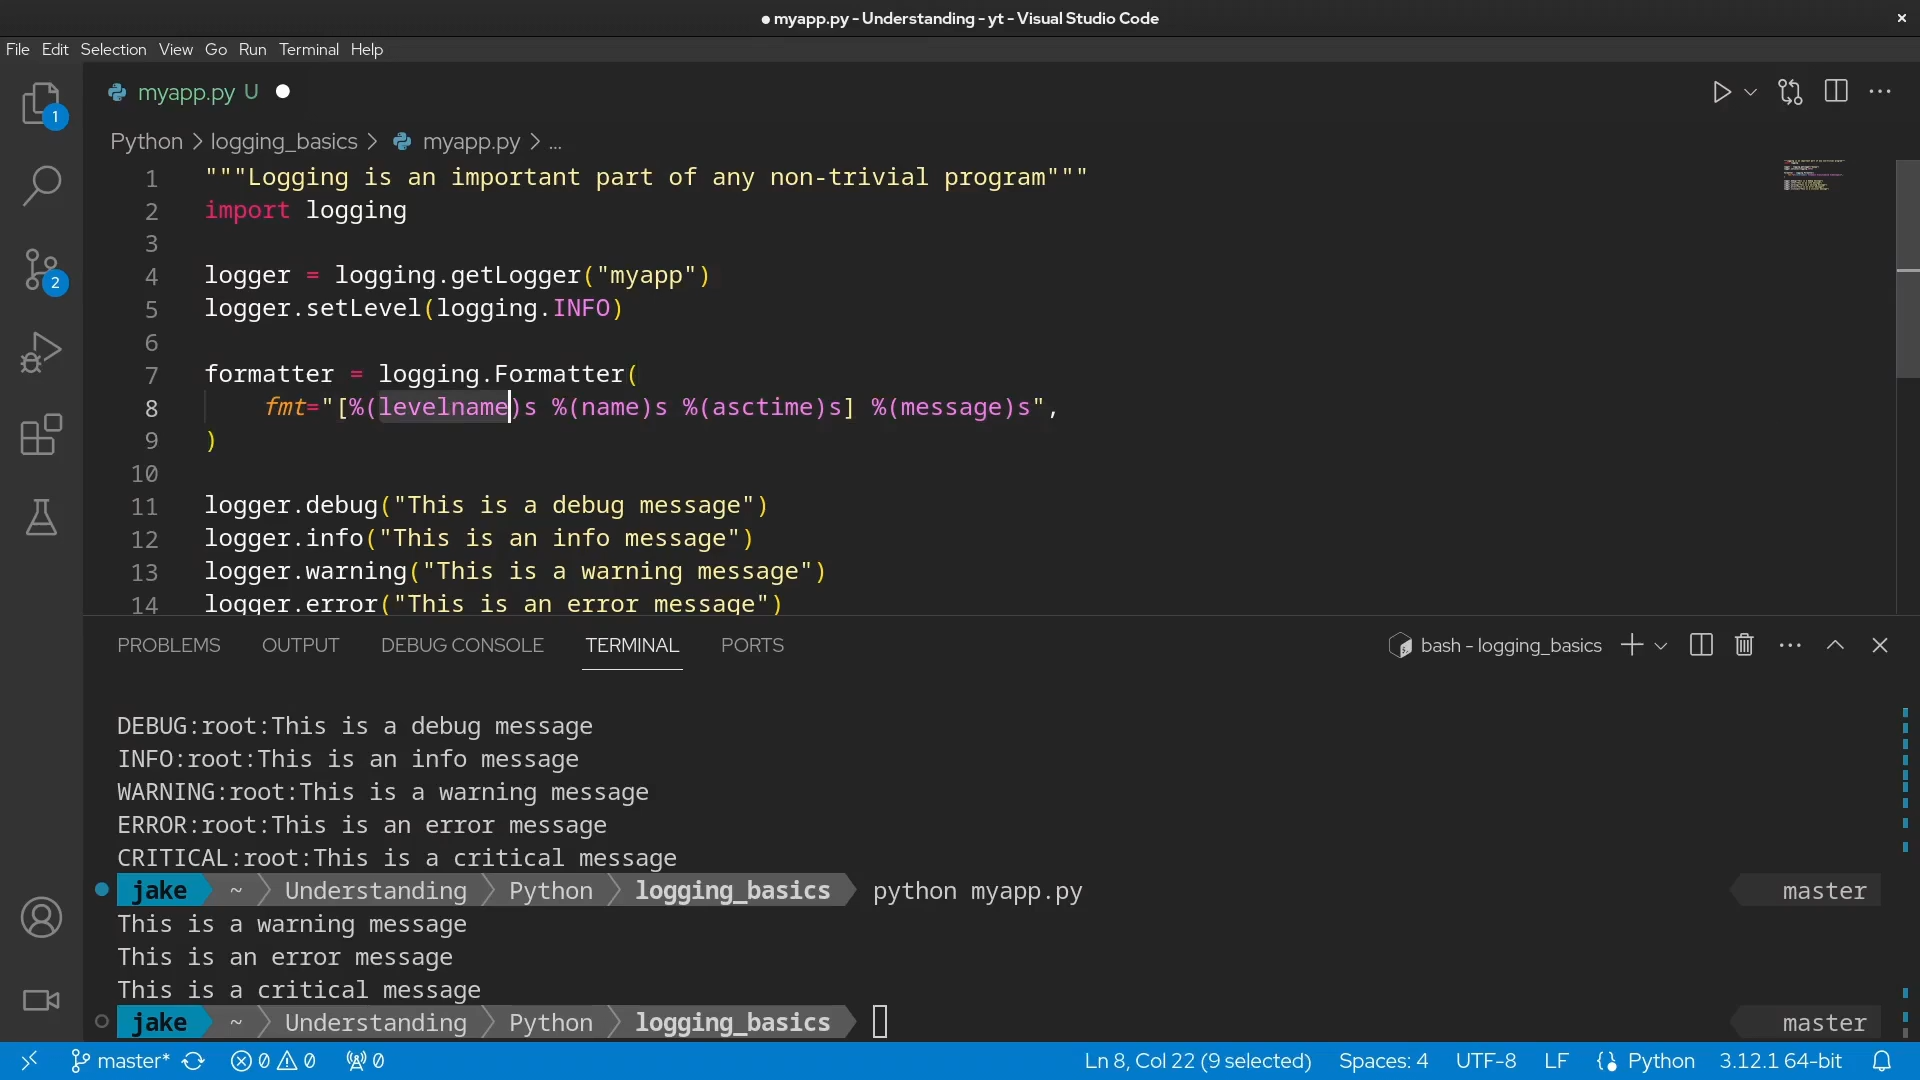 ● myapp.py - Understanding - yt - Visual Studio Code
File Edit Selection View Go Run Terminal Help
myapp.py U
Python > logging_basics > myapp.py > ...
1 """Logging is an important part of any non-trivial program"""
2 import logging
3
4 logger = logging.getLogger("myapp")
5 logger.setLevel(logging.INFO)
6
7 formatter = logging.Formatter(
8 fmt="[%(levelname)s %(name)s %(asctime)s] %(message)s",
9 )
10
11 logger.debug("This is a debug message")
12 logger.info("This is an info message")
13 logger.warning("This is a warning message")
14 logger.error("This is an error message")
1
2
PROBLEMS OUTPUT DEBUG CONSOLE TERMINAL PORTS
bash - logging_basics
DEBUG:root:This is a debug message
INFO:root:This is an info message
WARNING:root:This is a warning message
ERROR:root:This is an error message
CRITICAL:root:This is a critical message
jake ~ Understanding Python logging_basics python myapp.py master
This is a warning message
This is an error message
This is a critical message
jake ~ Understanding Python logging_basics master
master* 0 0 0 Ln 8, Col 22 (9 selected) Spaces: 4 UTF-8 LF Python 3.12.1 64-bit